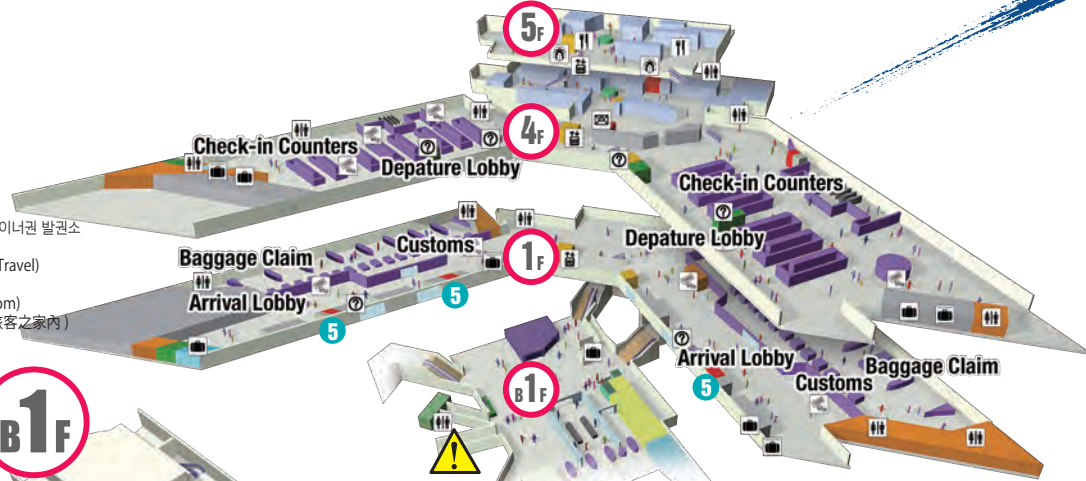 5F
4F
Check-in Counters
Depature Lobby
Check-in Counters
Depature Lobby
이너권 발권소
Travel)
om)
旅客之家內)
1F
Baggage Claim
Customs
Arrival Lobby
5
5
B1F
Arrival Lobby
5
Customs
Baggage Claim
B1F